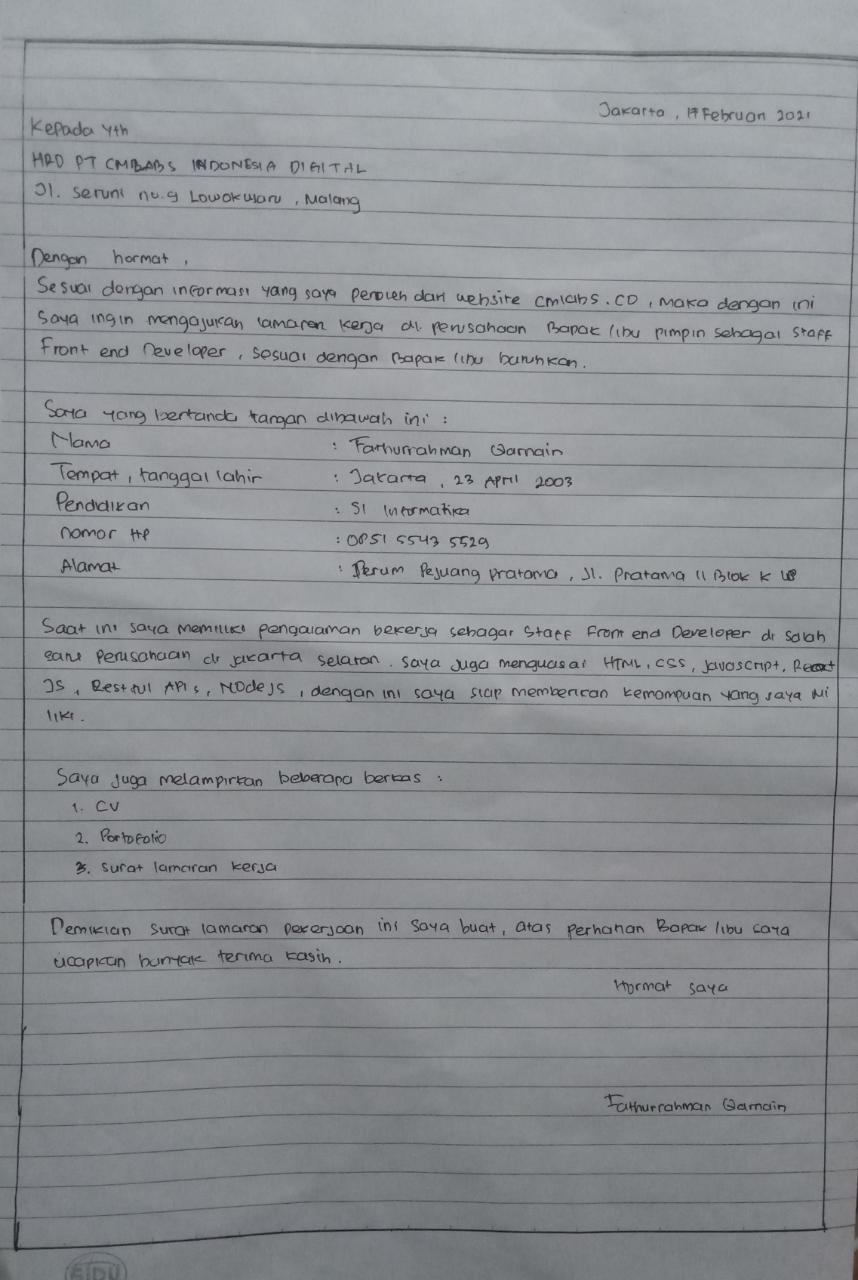 Jakarta, 17 Februari 2021
Kepada Yth
HRD PT CMLABS INDONESIA DIGITAL
Jl. Seruni no.9 Lowokwaru, Malang
Dengan hormat,
Sesuai dengan informasi yang saya peroleh dari website cmlabs.co, maka dengan ini
Saya ingin mengajukan lamaran kerja di perusahaan Bapak/ibu pimpin sebagai staff
Front end Developer, sesuai dengan Bapak/ibu butuhkan.
Saya yang bertanda tangan dibawah ini :
Nama : Fathurrahman Qarnain
Tempat, tanggal lahir : Jakarta, 23 April 2003
Pendidikan : S1 Informatika
nomor HP : 0851 5543 5529
Alamat : Perum Pejuang pratama, Jl. Pratama 11 Blok K
Saat ini saya memiliki pengalaman bekerja sebagai Staff Front end Developer di salah
satu Perusahaan di jakarta selatan. saya juga menguasai HTML, CSS, javascript, React
JS, Restful APIs, NodeJS, dengan ini saya siap memberikan kemampuan yang saya mi
liki.
Saya juga melampirkan beberapa berkas :
1. CV
2. Portofolio
3. surat lamaran kerja
Demikian surat lamaran pekerjaan ini saya buat, atas perhatian Bapak/ibu saya
ucapkan banyak terima kasih.
Hormat saya
Fathurrahman Qarnain
SIDU